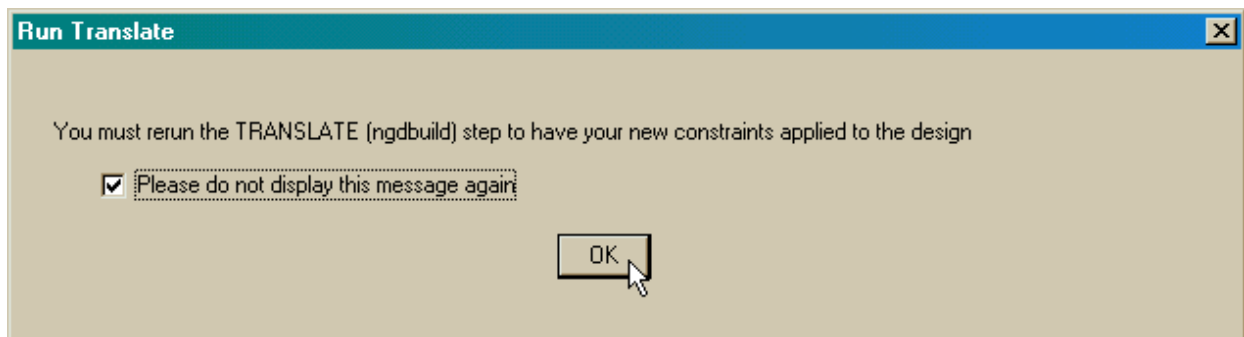 Run Translate
You must rerun the TRANSLATE (ngdbuild) step to have your new constraints applied to the design
Please do not display this message again
OK